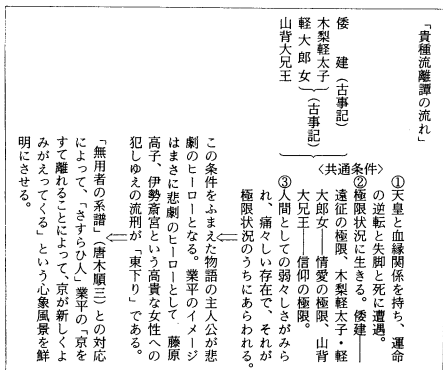 「貴種流離譚の流れ」
倭　建（古事記）
木梨軽太子
軽大郎女
（古事記）
山背大兄王
〈共通条件〉
①天皇と血縁関係を持ち、運命
の逆転と失脚と死に遭遇。
②極限状況に生きる。倭建――
遠征の極限、木梨軽太子・軽
大郎女――情愛の極限、山背
大兄王――信仰の極限。
③人間としての弱々しさがみら
れ、痛々しい存在で、それが
極限状況のうちにあらわれる。
この条件をふまえた物語の主人公が悲
劇のヒーローとなる。業平のイメージ
はまさに悲劇のヒーローとして、藤原
高子、伊勢斎宮という高貴な女性への
犯しゆえの流刑が「東下り」である。
「無用者の系譜」（唐木順三）との対応
によって、「さすらひ人」業平の「京を
すて離れることによって、京が新しくよ
みがえってくる」という心象風景を鮮
明にさせる。